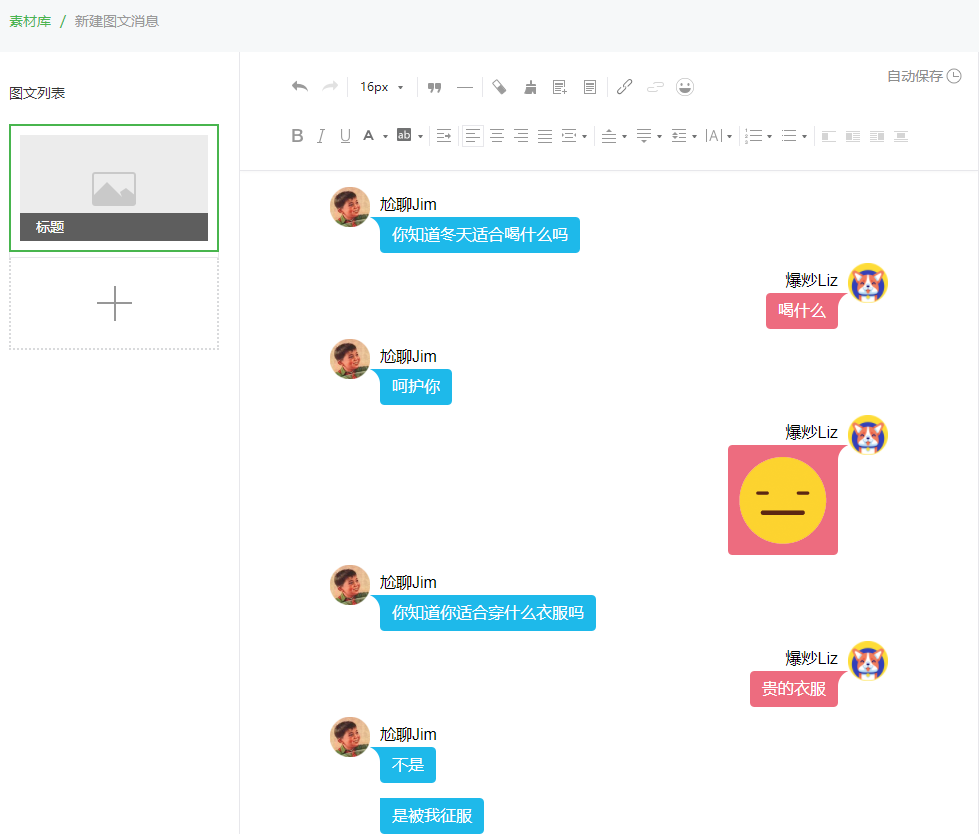 素材库 / 新建图文消息
图文列表
标题
自动保存
16px
B I U A ab
|A|
尬聊Jim
你知道冬天适合喝什么吗
爆炒Liz
喝什么
尬聊Jim
呵护你
爆炒Liz
尬聊Jim
你知道你适合穿什么衣服吗
爆炒Liz
贵的衣服
尬聊Jim
不是
是被我征服